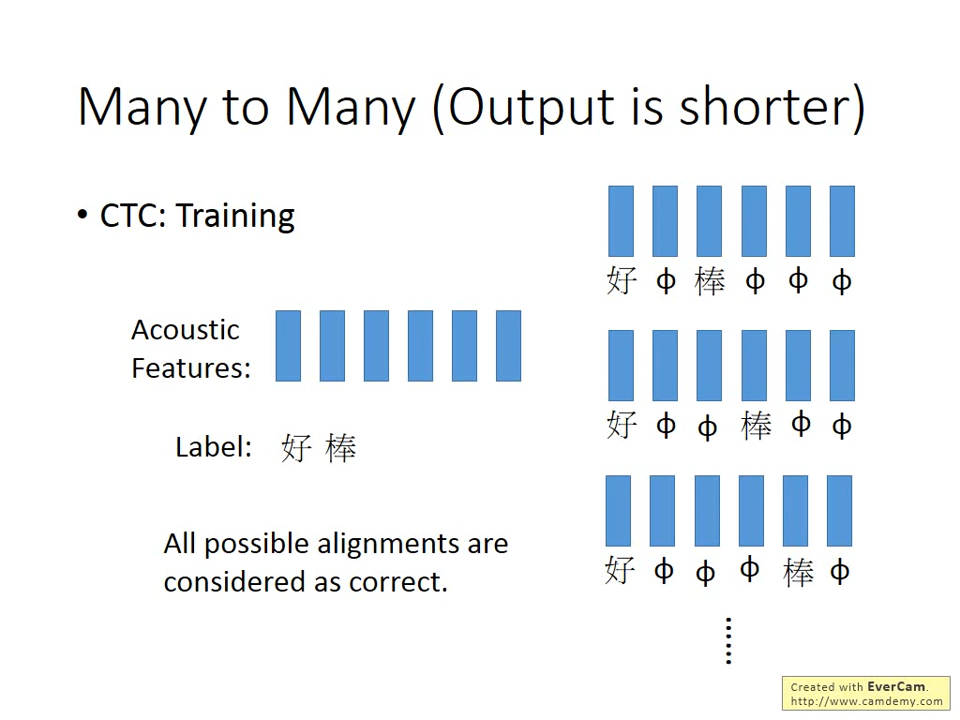 Many to Many (Output is shorter)
• CTC: Training
Acoustic
Features:
Label: 好 棒
All possible alignments are
considered as correct.
好 ϕ 棒 ϕ ϕ ϕ
好 ϕ ϕ 棒 ϕ ϕ
好 ϕ ϕ ϕ 棒 ϕ
......
Created with EverCam.
http://www.camdemy.com